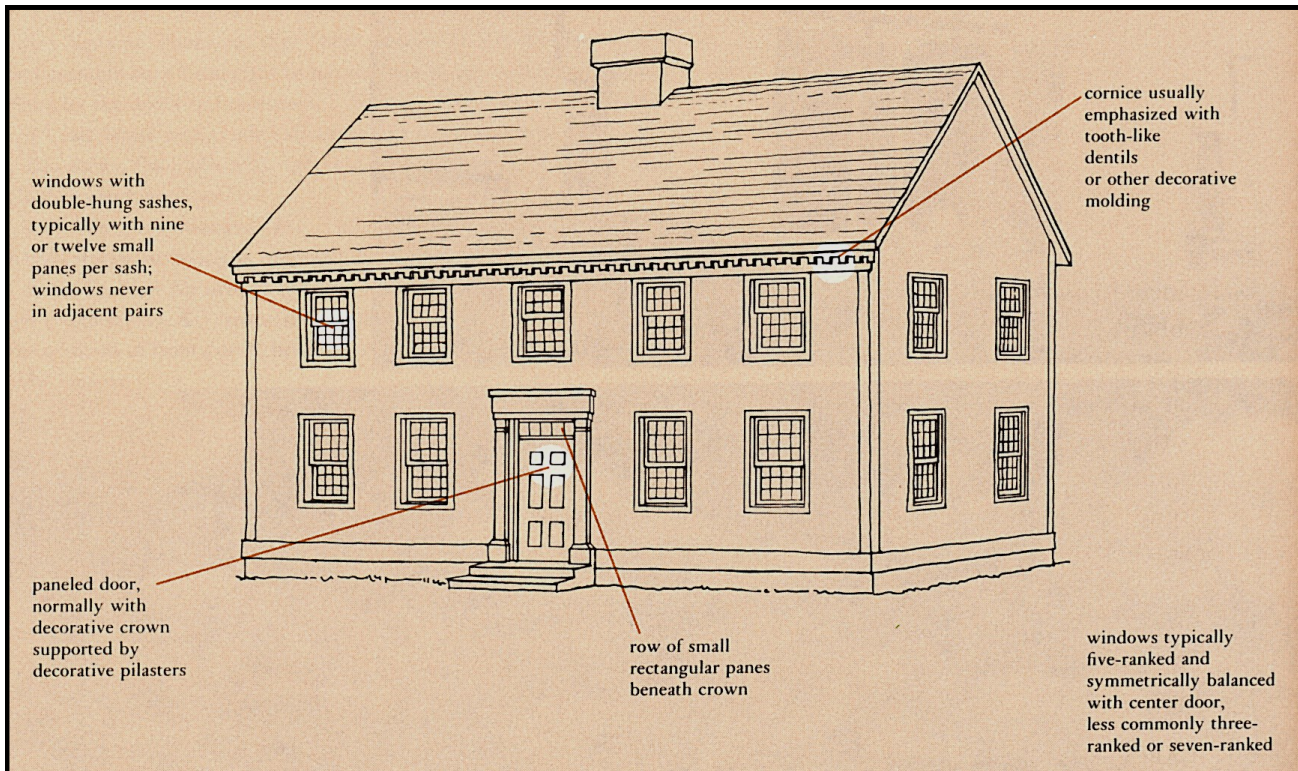 cornice usually
emphasized with
tooth-like
dentils
or other decorative
molding
windows with
double-hung sashes,
typically with nine
or twelve small
panes per sash;
windows never
in adjacent pairs
paneled door,
normally with
decorative crown
supported by
decorative pilasters
row of small
rectangular panes
beneath crown
windows typically
five-ranked and
symmetrically balanced
with center door,
less commonly three-
ranked or seven-ranked